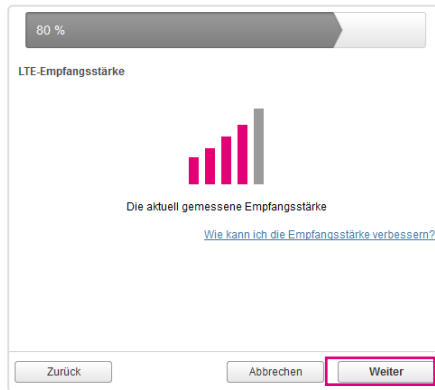 80 %
LTE-Empfangsstärke
Die aktuell gemessene Empfangsstärke
Wie kann ich die Empfangsstärke verbessern?
Zurück
Abbrechen
Weiter